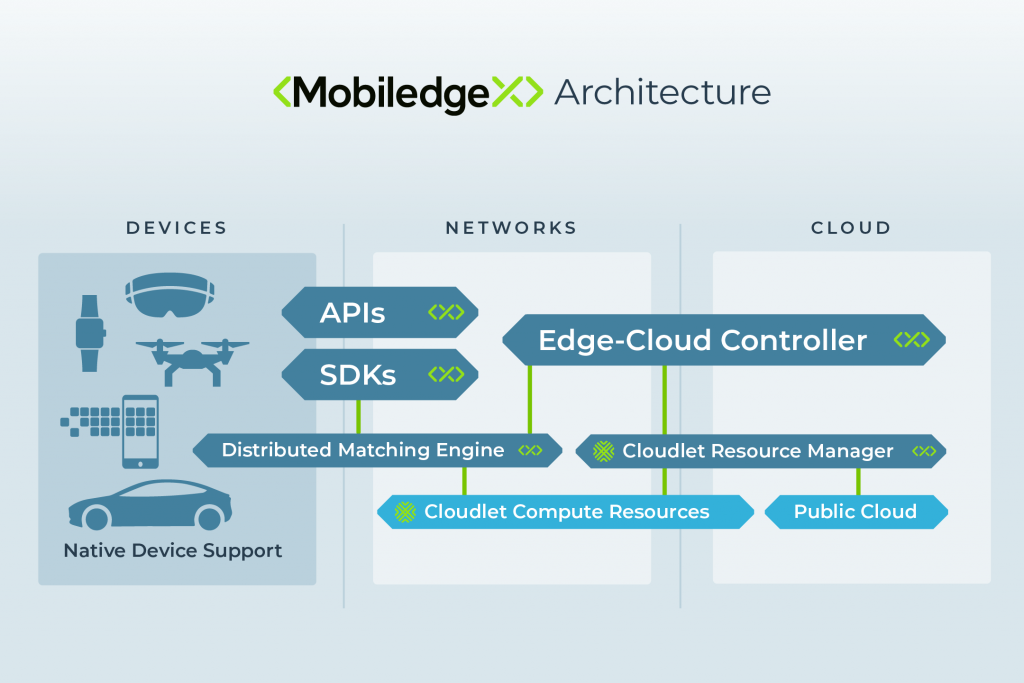 MobiledgeX Architecture
DEVICES
NETWORKS
CLOUD
APIs
SDKs
Edge-Cloud Controller
Distributed Matching Engine
Cloudlet Resource Manager
Cloudlet Compute Resources
Public Cloud
Native Device Support